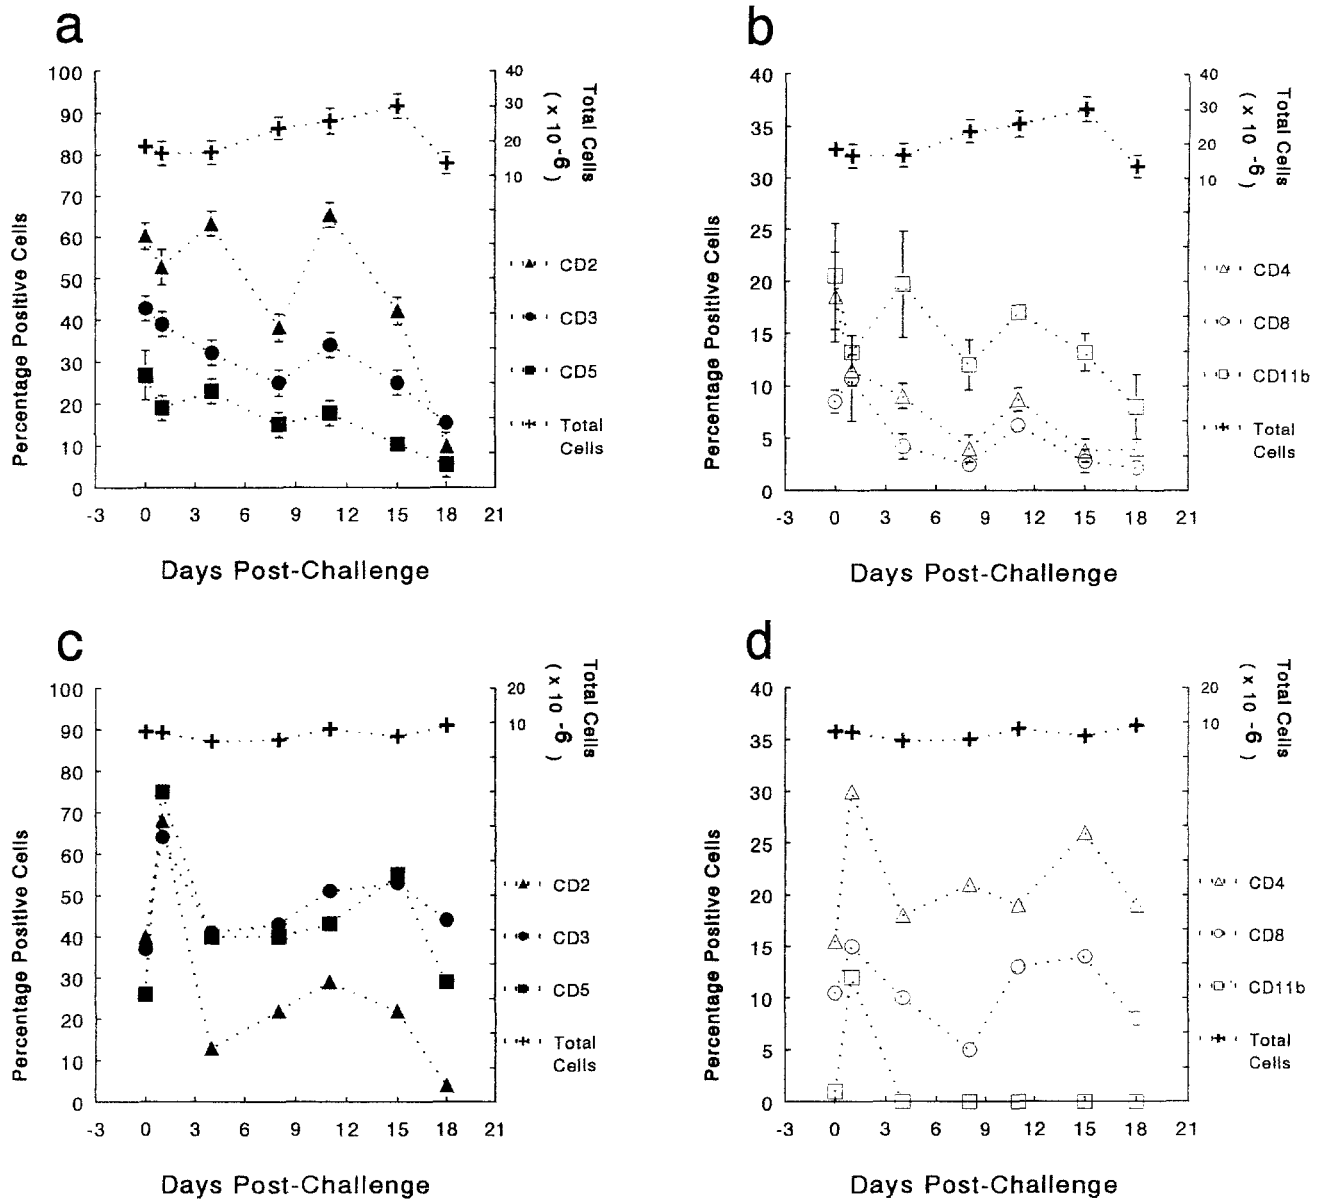 a
100
90
80
70
60
50
40
30
20
10
0
-3 0 3 6 9 12 15 18 21
40
30
20
10
Total Cells
( x 10 -6 )
Percentage Positive Cells
Days Post-Challenge
CD2
CD3
CD5
Total
Cells
b
40
35
30
25
20
15
10
5
0
-3 0 3 6 9 12 15 18 21
40
30
20
10
Total Cells
( x 10 -6 )
Percentage Positive Cells
Days Post-Challenge
CD4
CD8
CD11b
Total
Cells
c
100
90
80
70
60
50
40
30
20
10
0
-3 0 3 6 9 12 15 18 21
20
10
Total Cells
( x 10 -6 )
Percentage Positive Cells
Days Post-Challenge
CD2
CD3
CD5
Total
Cells
d
40
35
30
25
20
15
10
5
0
-3 0 3 6 9 12 15 18 21
20
10
Total Cells
( x 10 -6 )
Percentage Positive Cells
Days Post-Challenge
CD4
CD8
CD11b
Total
Cells